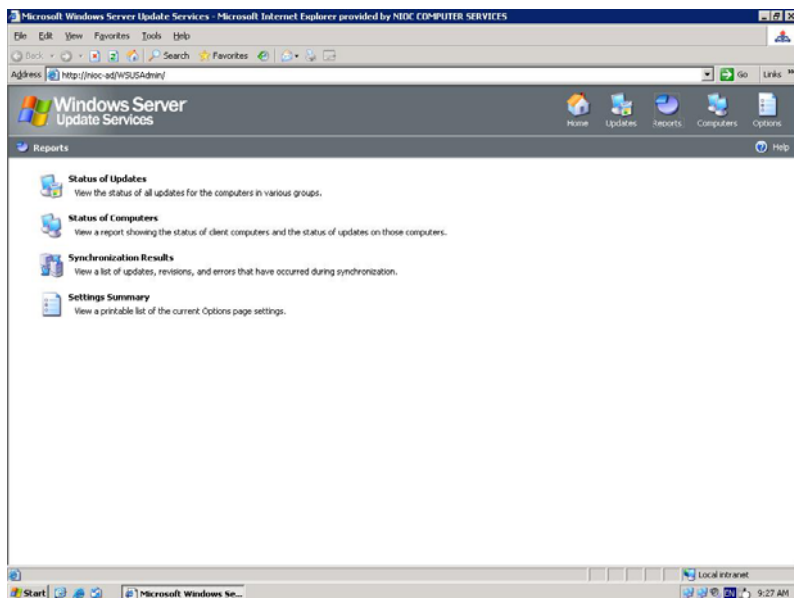 Microsoft Windows Server Update Services - Microsoft Internet Explorer provided by NIOC COMPUTER SERVICES
File Edit View Favorites Tools Help
Back Search Favorites
Address http://nioc-ad/WSUSAdmin/ Go Links »
Windows Server
Update Services
Home Updates Reports Computers Options
Reports Help
Status of Updates
View the status of all updates for the computers in various groups.
Status of Computers
View a report showing the status of client computers and the status of updates on those computers.
Synchronization Results
View a list of updates, revisions, and errors that have occurred during synchronization.
Settings Summary
View a printable list of the current Options page settings.
Local intranet
Start Microsoft Windows Se... EN 9:27 AM